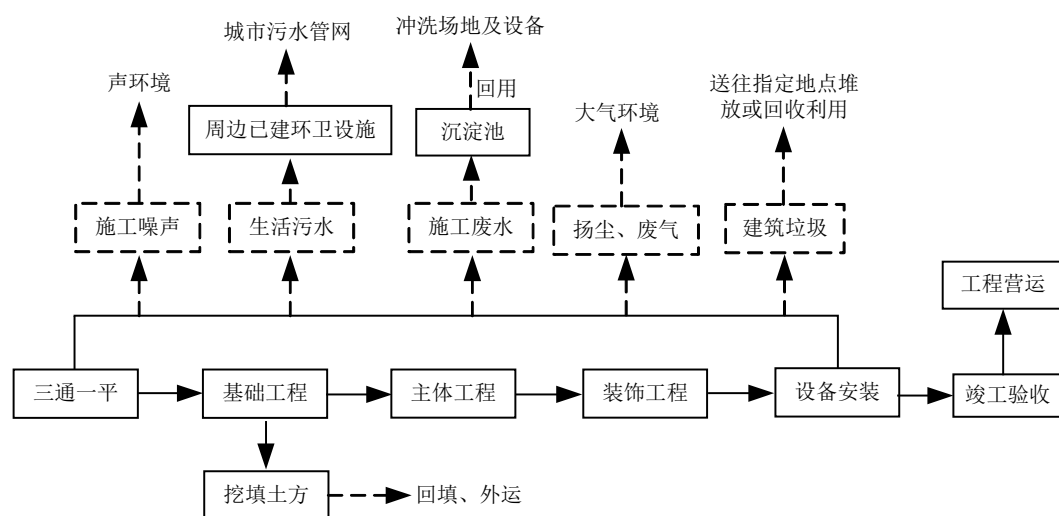 城市污水管网
冲洗场地及设备
声环境
回用
大气环境
送往指定地点堆
放或回收利用
周边已建环卫设施
沉淀池
施工噪声
生活污水
施工废水
扬尘、废气
建筑垃圾
工程营运
三通一平
基础工程
主体工程
装饰工程
设备安装
竣工验收
挖填土方
回填、外运